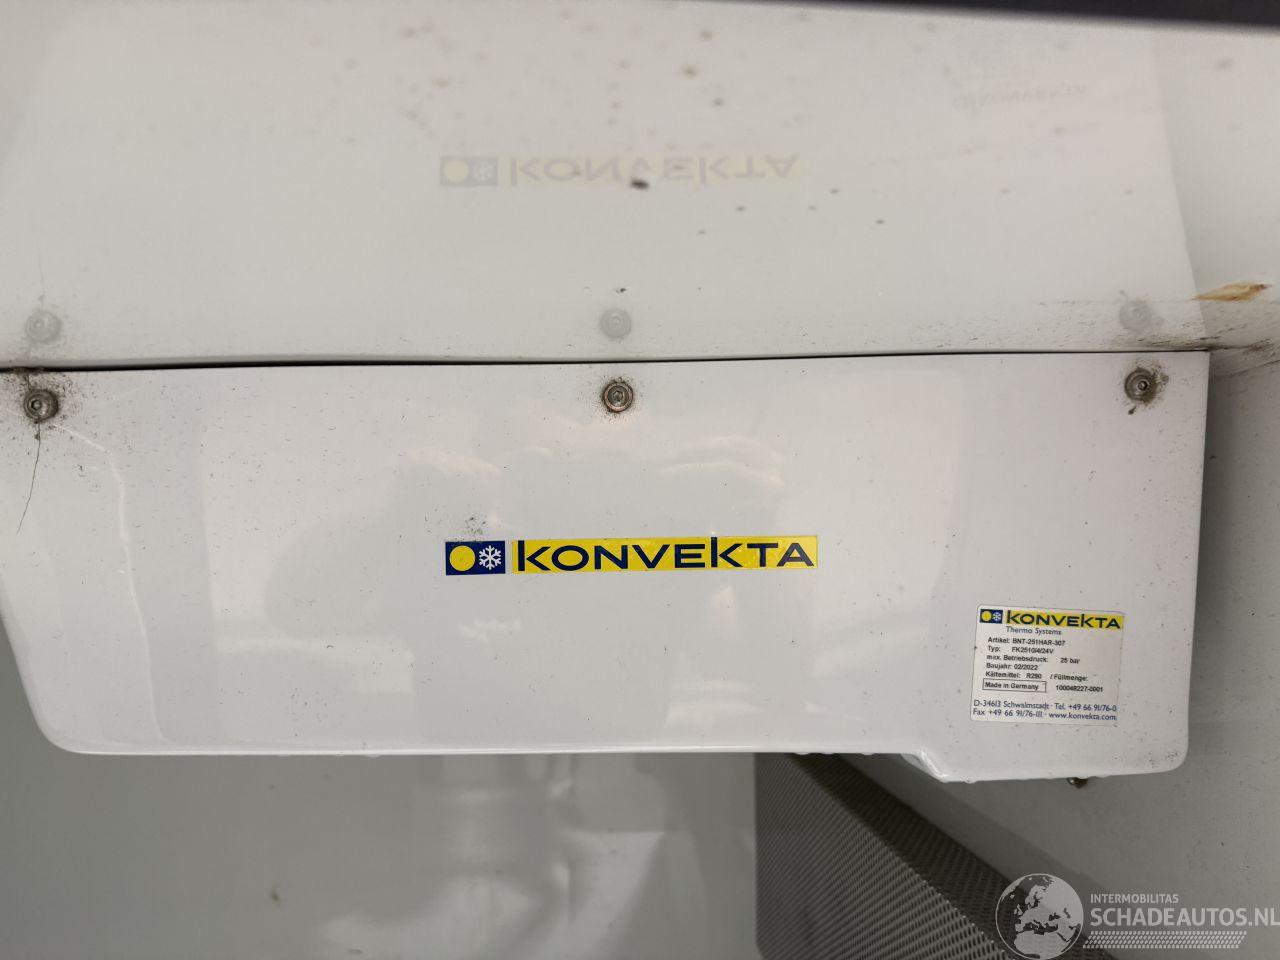 KONVEKTA
KONVEKTA
KONVEKTA
Thermo Systems
Artikel: BNT-251HAR-307
Typ: FK2510/4/24V
max. Betriebsdruck: 25 bar
Baujahr: 02/2022
Kältemittel: R290 / Füllmenge:
Made in Germany 100048227-0001
D-34613 Schwalmstadt · Tel. +49 66 91/76-0
Fax +49 66 91/76-111 · www.konvekta.com
INTERMOBILITAS
SCHADEAUTOS.NL